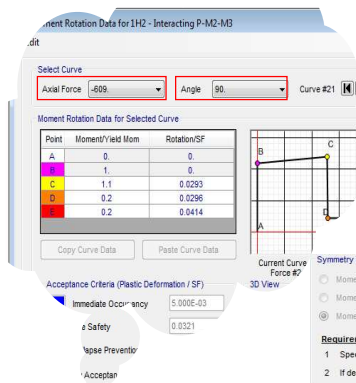 ment Rotation Data for 1H2 - Interacting P-M2-M3
dit
Select Curve
Axial Force -609. Angle 90. Curve #21
Moment Rotation Data for Selected Curve
Point Moment/Yield Mom Rotation/SF
A 0. 0.
B 1. 0.
C 1.1 0.0293
D 0.2 0.0296
E 0.2 0.0414
Copy Curve Data Paste Curve Data
B C
A D
Current Curve
Force #2
3D View
Acceptance Criteria (Plastic Deformation / SF)
Immediate Occupancy 5.000E-03
e Safety 0.0321
lapse Prevention
Acceptan
Symmetry
Mome
Mome
Mome
Requirem
1 Spec
2 If de